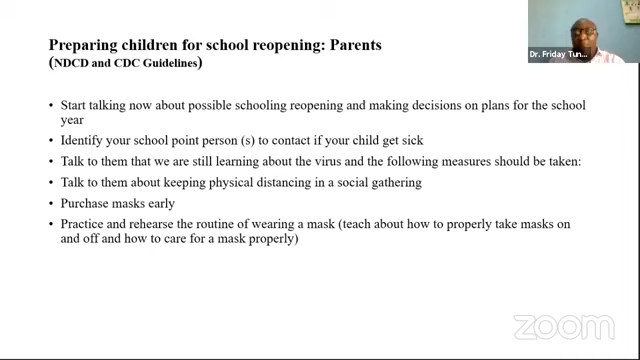 Preparing children for school reopening: Parents
(NDCD and CDC Guidelines)
• Start talking now about possible schooling reopening and making decisions on plans for the school
year
• Identify your school point person (s) to contact if your child get sick
• Talk to them that we are still learning about the virus and the following measures should be taken:
• Talk to them about keeping physical distancing in a social gathering
• Purchase masks early
• Practice and rehearse the routine of wearing a mask (teach about how to properly take masks on
and off and how to care for a mask properly)
Dr. Friday Tun...
zoom